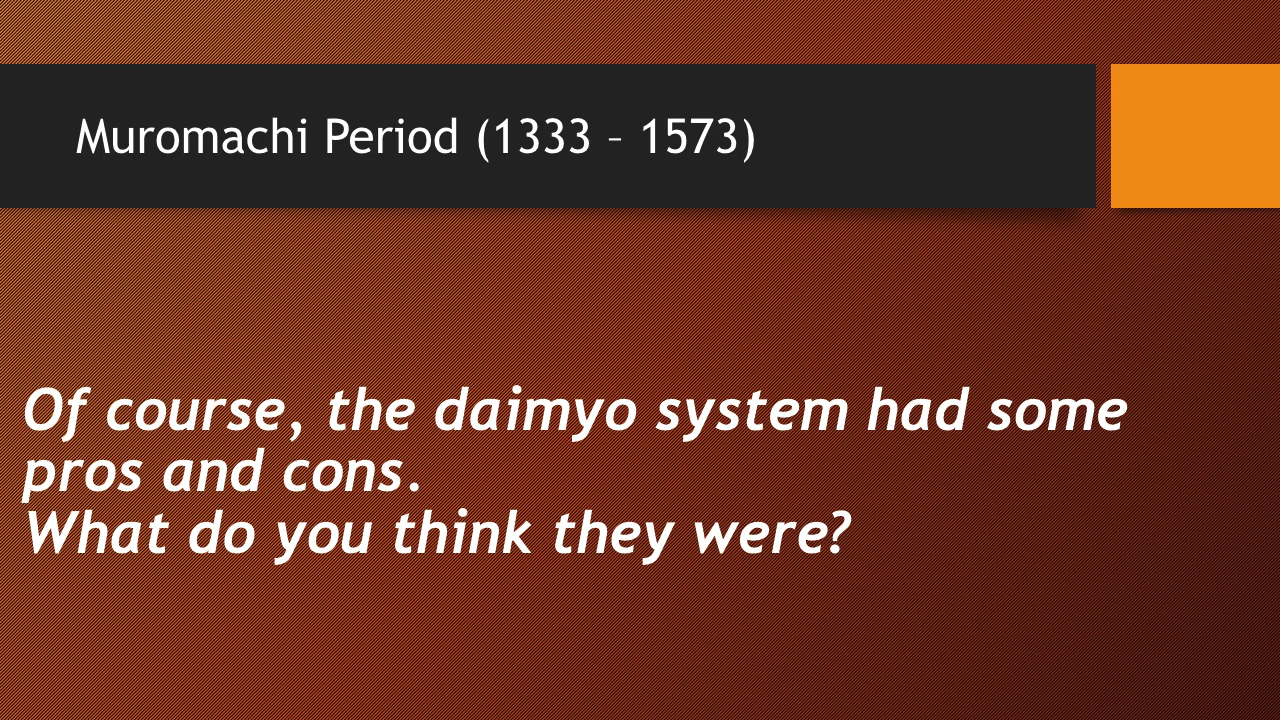 Muromachi Period (1333 – 1573)
Of course, the daimyo system had some
pros and cons.
What do you think they were?